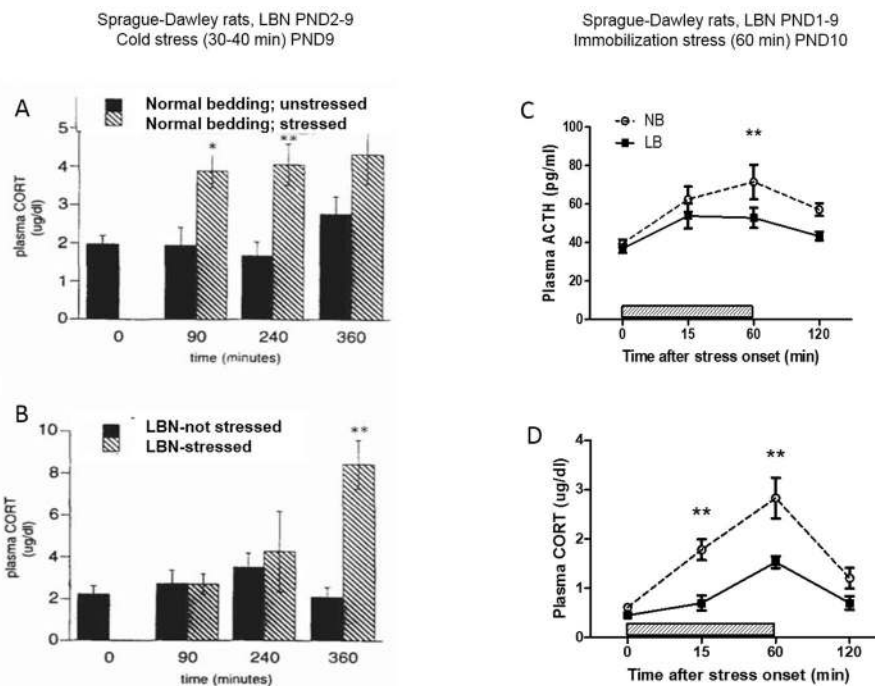 Sprague-Dawley rats, LBN PND2-9
Cold stress (30-40 min) PND9
A
Normal bedding; unstressed
Normal bedding; stressed
plasma CORT
(ug/dl)
5
4
3
2
1
0
*
**
0 90 240 360
time (minutes)
B
LBN-not stressed
LBN-stressed
plasma CORT
(ug/dl)
10
8
6
4
2
0
**
0 90 240 360
time (minutes)
Sprague-Dawley rats, LBN PND1-9
Immobilization stress (60 min) PND10
C
NB
LB
**
Plasma ACTH (pg/ml)
100
80
60
40
20
0
0 15 60 120
Time after stress onset (min)
D
**
**
Plasma CORT (ug/dl)
4
3
2
1
0
0 15 60 120
Time after stress onset (min)